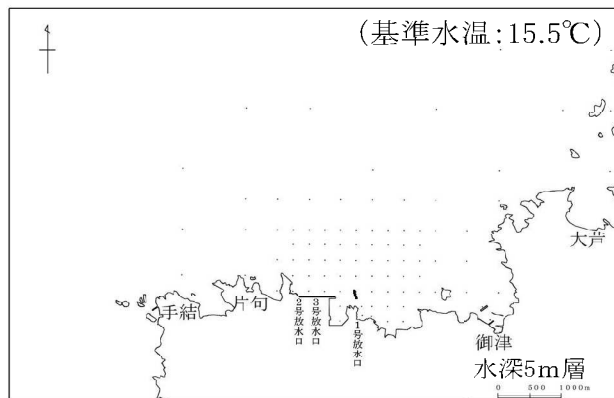 (基準水温:15.5℃)
大芦
手結
片句
2号放水口
3号放水口
1号放水口
御津
水深5m層
0 500 1000m